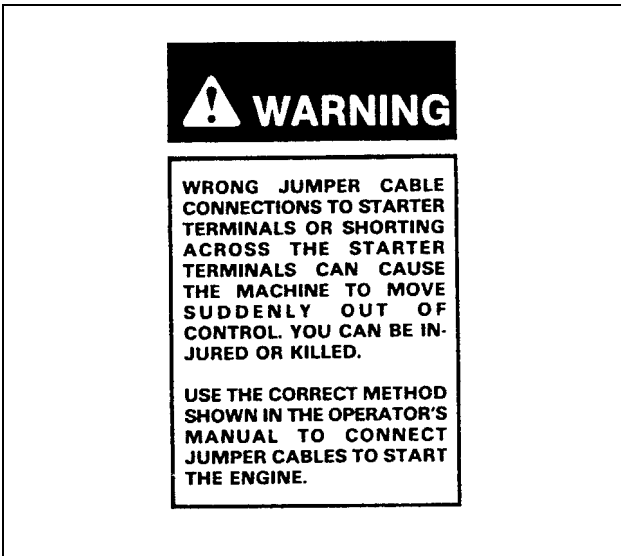 WARNING
WRONG JUMPER CABLE
CONNECTIONS TO STARTER
TERMINALS OR SHORTING
ACROSS THE STARTER
TERMINALS CAN CAUSE
THE MACHINE TO MOVE
SUDDENLY OUT OF
CONTROL. YOU CAN BE IN-
JURED OR KILLED.
USE THE CORRECT METHOD
SHOWN IN THE OPERATOR'S
MANUAL TO CONNECT
JUMPER CABLES TO START
THE ENGINE.